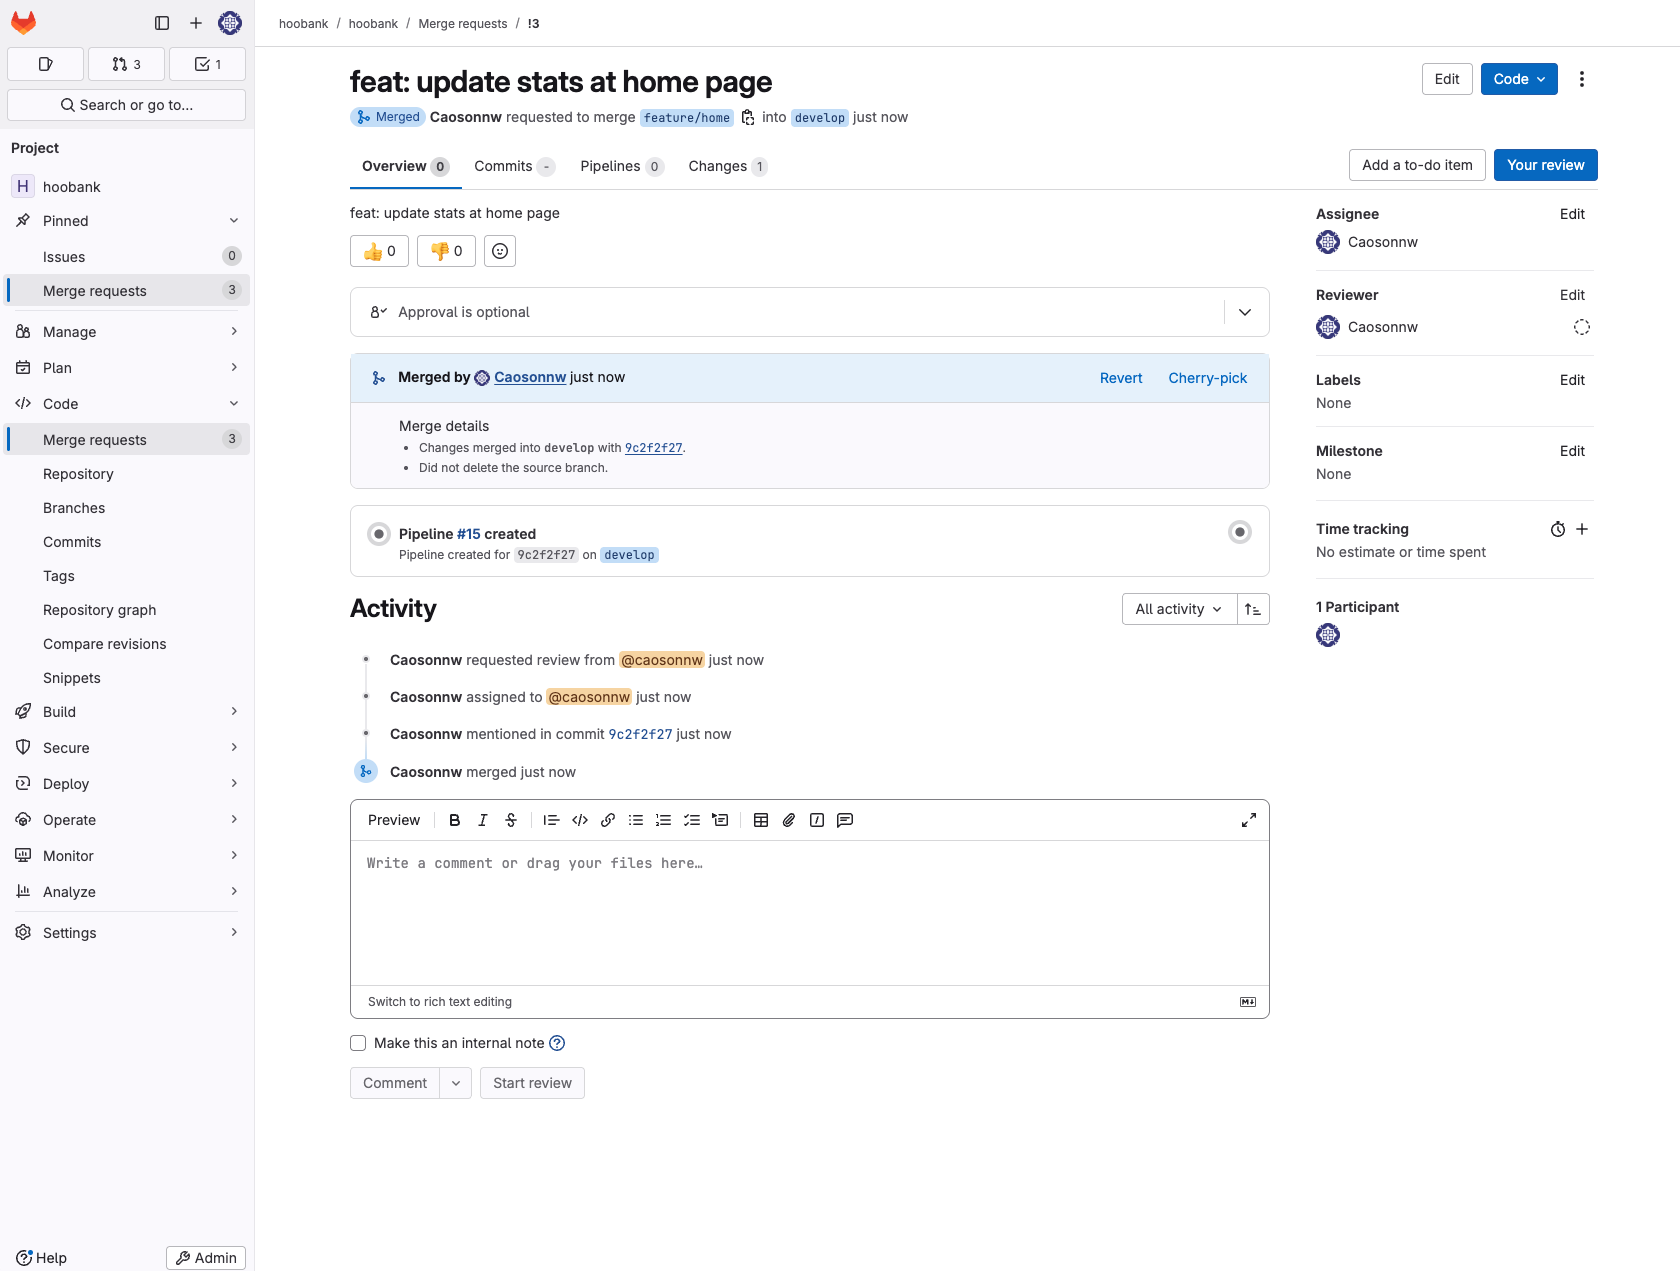 hoobank / hoobank / Merge requests / !3
3
1
Search or go to...
Project
H hoobank
Pinned
Issues 0
Merge requests 3
Manage
Plan
Code
Merge requests 3
Repository
Branches
Commits
Tags
Repository graph
Compare revisions
Snippets
Build
Secure
Deploy
Operate
Monitor
Analyze
Settings
Help
Admin
feat: update stats at home page
Edit
Code
Merged Caosonnw requested to merge feature/home into develop just now
Overview 0
Commits -
Pipelines 0
Changes 1
Add a to-do item
Your review
feat: update stats at home page
👍 0
👎 0
Approval is optional
Merged by Caosonnw just now
Revert
Cherry-pick
Merge details
• Changes merged into develop with 9c2f2f27.
• Did not delete the source branch.
Pipeline #15 created
Pipeline created for 9c2f2f27 on develop
Activity
All activity
Caosonnw requested review from @caosonnw just now
Caosonnw assigned to @caosonnw just now
Caosonnw mentioned in commit 9c2f2f27 just now
Caosonnw merged just now
Preview B I S
Write a comment or drag your files here…
Switch to rich text editing
M↓
Make this an internal note ?
Comment
Start review
Assignee
Edit
Caosonnw
Reviewer
Edit
Caosonnw
Labels
Edit
None
Milestone
Edit
None
Time tracking
No estimate or time spent
1 Participant